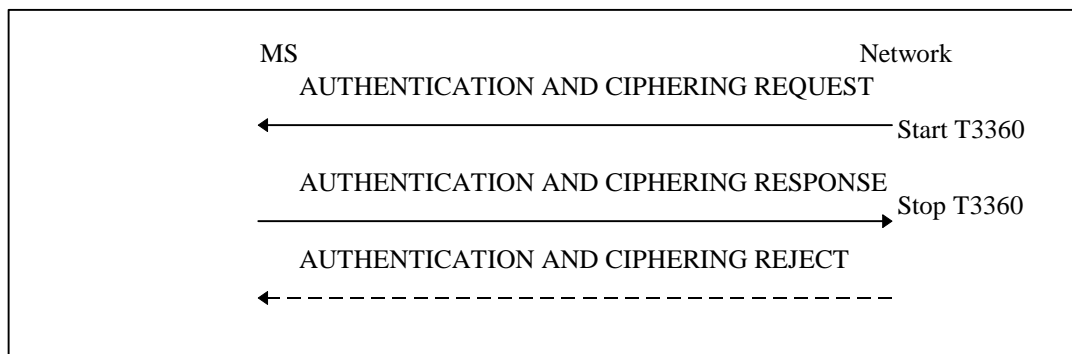 MS Network
AUTHENTICATION AND CIPHERING REQUEST
Start T3360
AUTHENTICATION AND CIPHERING RESPONSE
Stop T3360
AUTHENTICATION AND CIPHERING REJECT